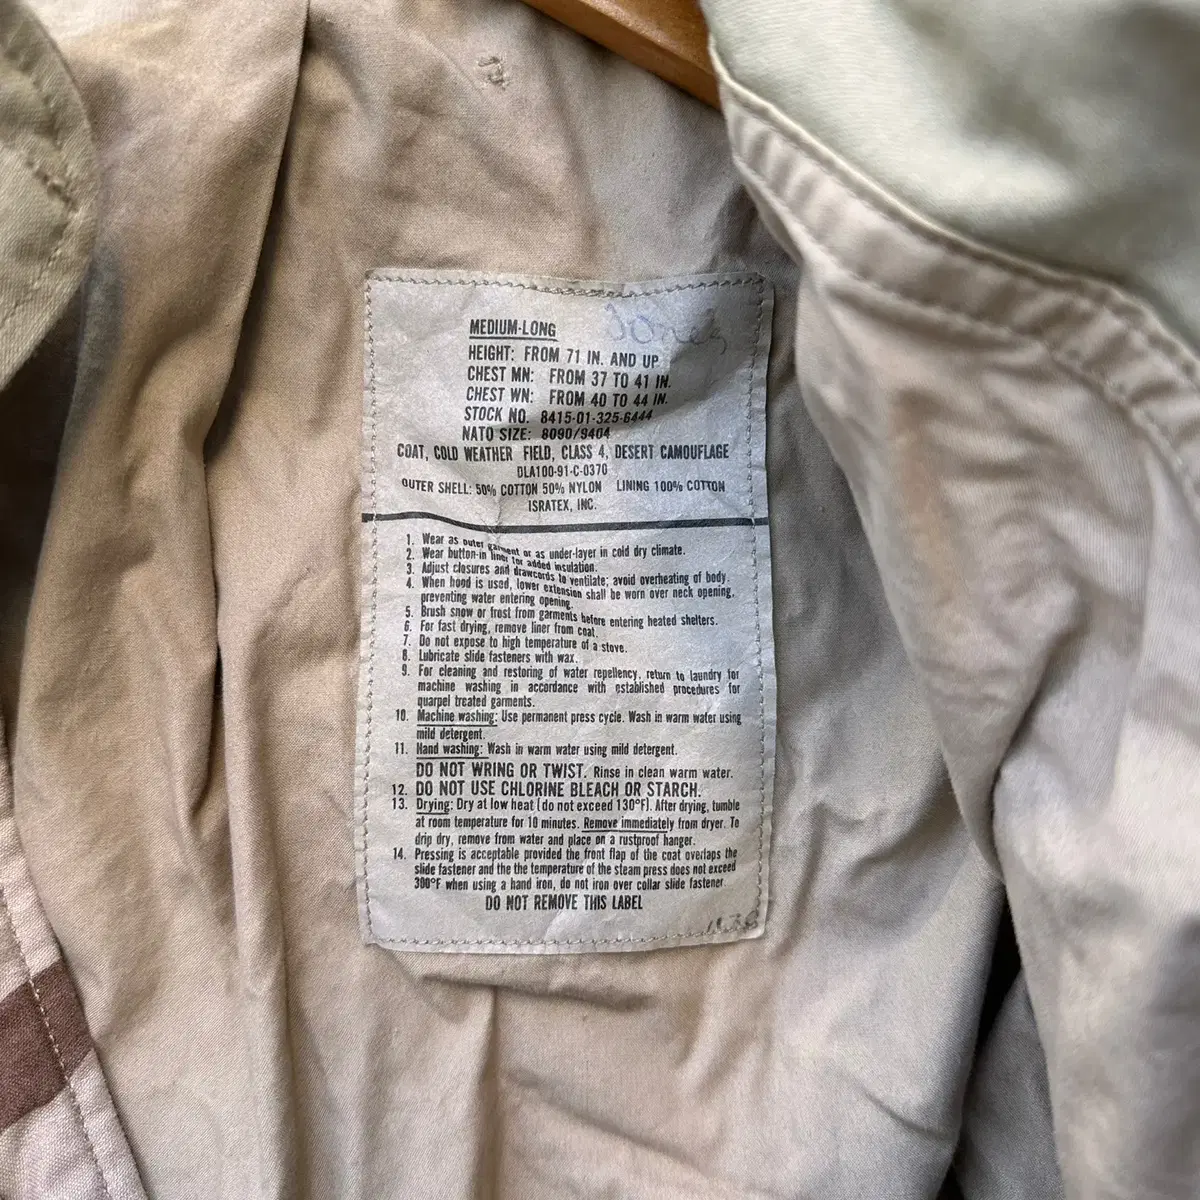 Jones
MEDIUM-LONG
HEIGHT: FROM 71 IN. AND UP
CHEST MN: FROM 37 TO 41 IN.
CHEST WN: FROM 40 TO 44 IN.
STOCK NO. 8415-01-325-6444
NATO SIZE: 8090/9404
COAT, COLD WEATHER FIELD, CLASS 4, DESERT CAMOUFLAGE
DLA100-91-C-0370
OUTER SHELL: 50% COTTON 50% NYLON LINING 100% COTTON
ISRATEX, INC.
1. Wear as outer garment or as under-layer in cold dry climate.
2. Wear button-in liner for added insulation.
3. Adjust closures and drawcords to ventilate; avoid overheating of body.
4. When hood is used, lower extension shall be worn over neck opening,
preventing water entering opening.
5. Brush snow or frost from garments before entering heated shelters.
6. For fast drying, remove liner from coat.
7. Do not expose to high temperature of a stove.
8. Lubricate slide fasteners with wax.
9. For cleaning and restoring of water repellency, return to laundry for
machine washing in accordance with established procedures for
quarpel treated garments.
10. Machine washing: Use permanent press cycle. Wash in warm water using
mild detergent.
11. Hand washing: Wash in warm water using mild detergent.
DO NOT WRING OR TWIST. Rinse in clean warm water.
12. DO NOT USE CHLORINE BLEACH OR STARCH.
13. Drying: Dry at low heat (do not exceed 130°F). After drying, tumble
at room temperature for 10 minutes. Remove immediately from dryer. To
drip dry, remove from water and place on a rustproof hanger.
14. Pressing is acceptable provided the front flap of the coat overlaps the
slide fastener and the the temperature of the steam press does not exceed
300°F when using a hand iron, do not iron over collar slide fastener.
DO NOT REMOVE THIS LABEL